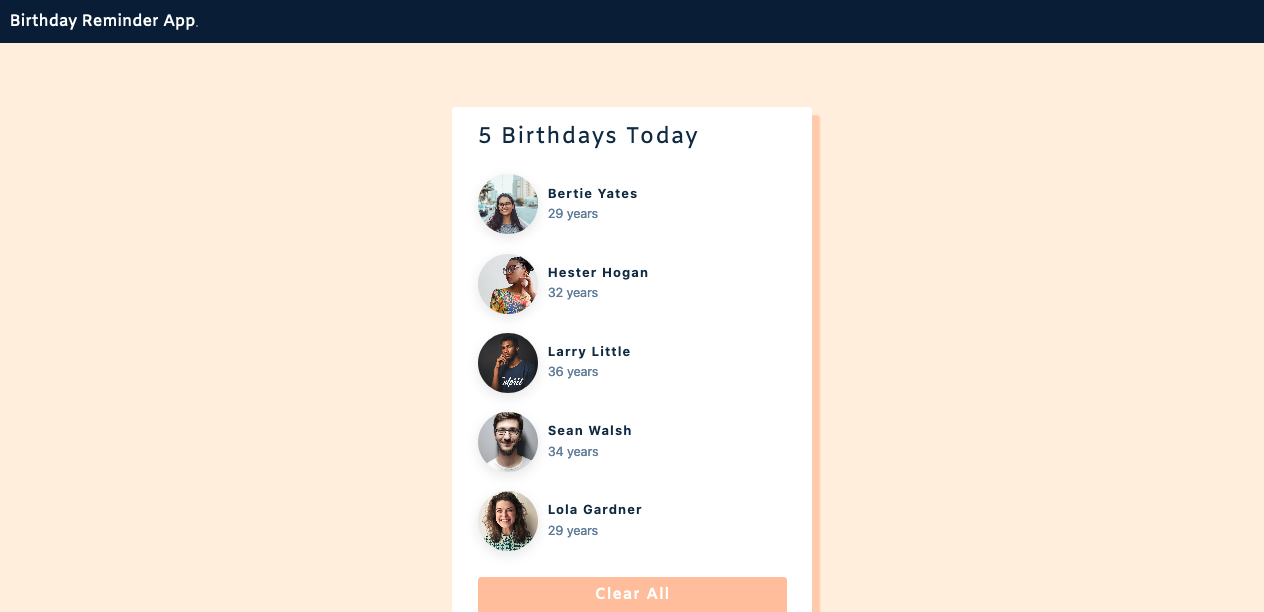 Birthday Reminder App.
5 Birthdays Today
Bertie Yates
29 years
Hester Hogan
32 years
Larry Little
36 years
Sean Walsh
34 years
Lola Gardner
29 years
Clear All